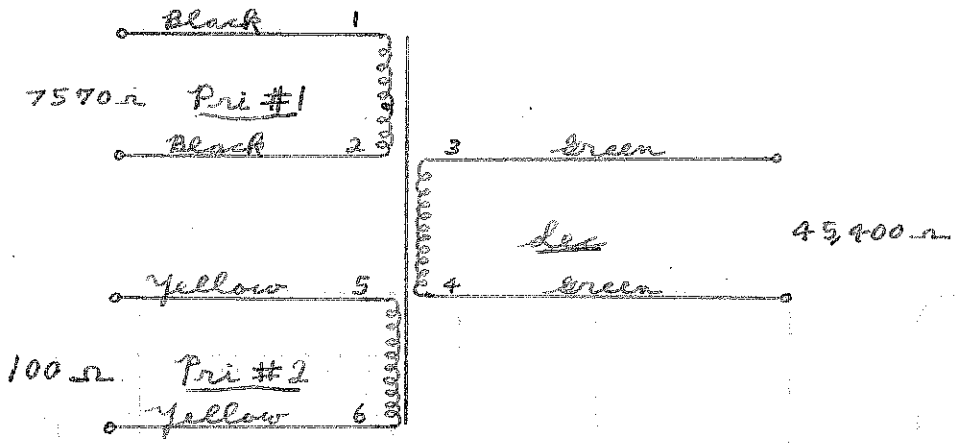 Black 1
7570 Ω Pri #1
Black 2
3 Green
Sec 45,400 Ω
4 Green
Yellow 5
100 Ω Pri #2
Yellow 6